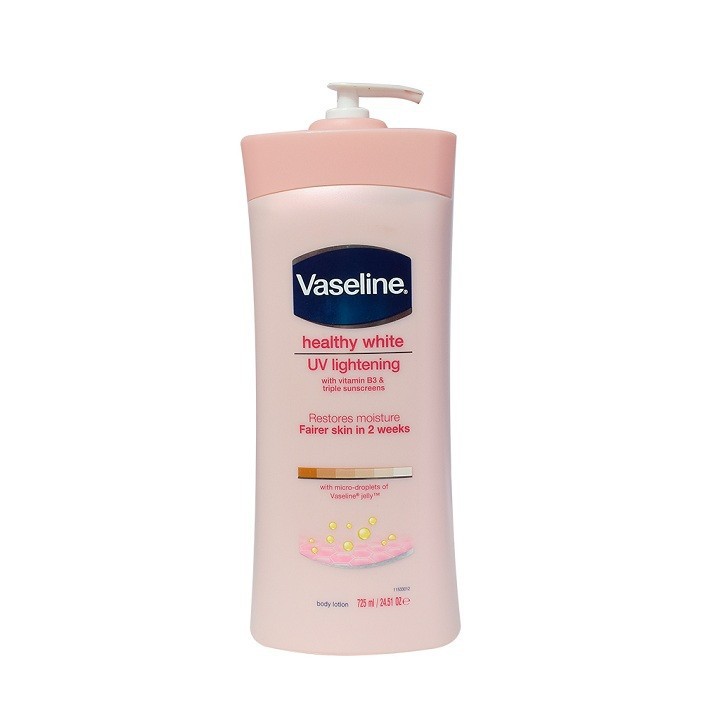 Vaseline®
healthy white
UV lightening
with vitamin B3 &
triple sunscreens
Restores moisture
Fairer skin in 2 weeks
with micro-droplets of
Vaseline® jelly™
body lotion 725 ml / 24.51 OZ ℮